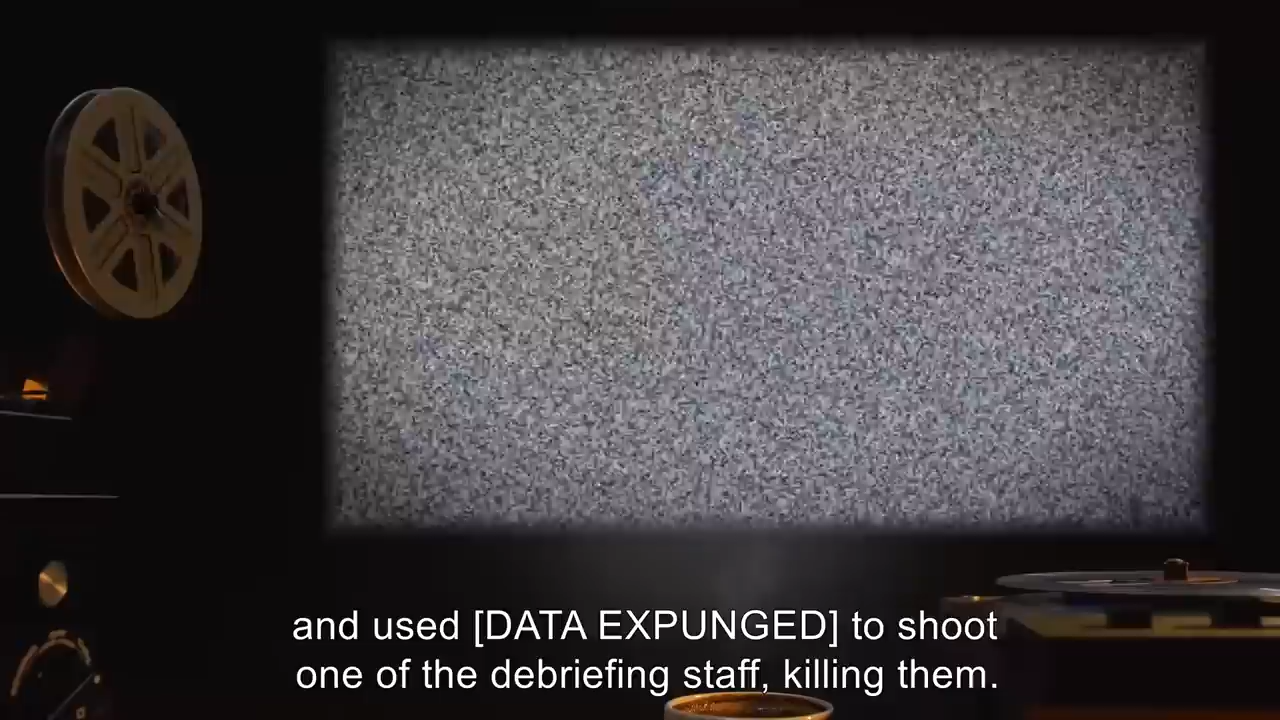 and used [DATA EXPUNGED] to shoot
one of the debriefing staff, killing them.